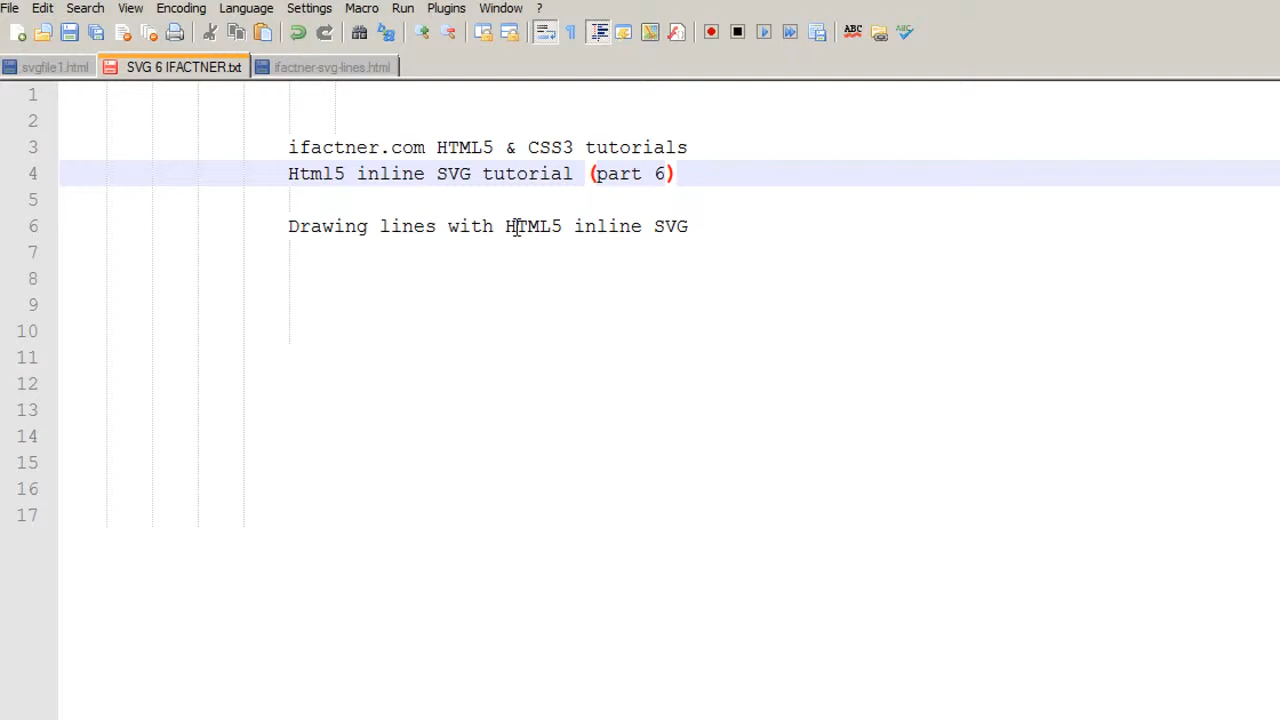 File Edit Search View Encoding Language Settings Macro Run Plugins Window ?
ABC ABC
svgfile1.html SVG 6 IFACTNER.txt ifactner-svg-lines.html
1
2
3 ifactner.com HTML5 & CSS3 tutorials
4 Html5 inline SVG tutorial (part 6)
5
6 Drawing lines with HTML5 inline SVG
7
8
9
10
11
12
13
14
15
16
17